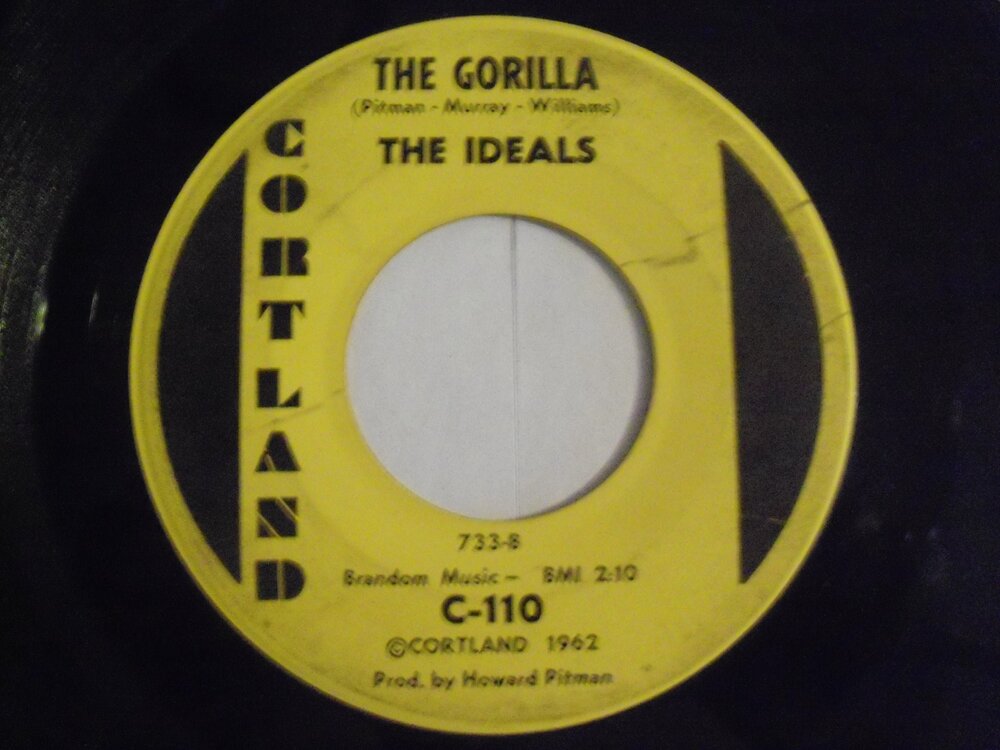 THE GORILLA
(Pitman - Murray - Williams)
THE IDEALS
CORTLAND
733-B
Brandom Music - BMI 2:10
C-110
©CORTLAND 1962
Prod. by Howard Pitman